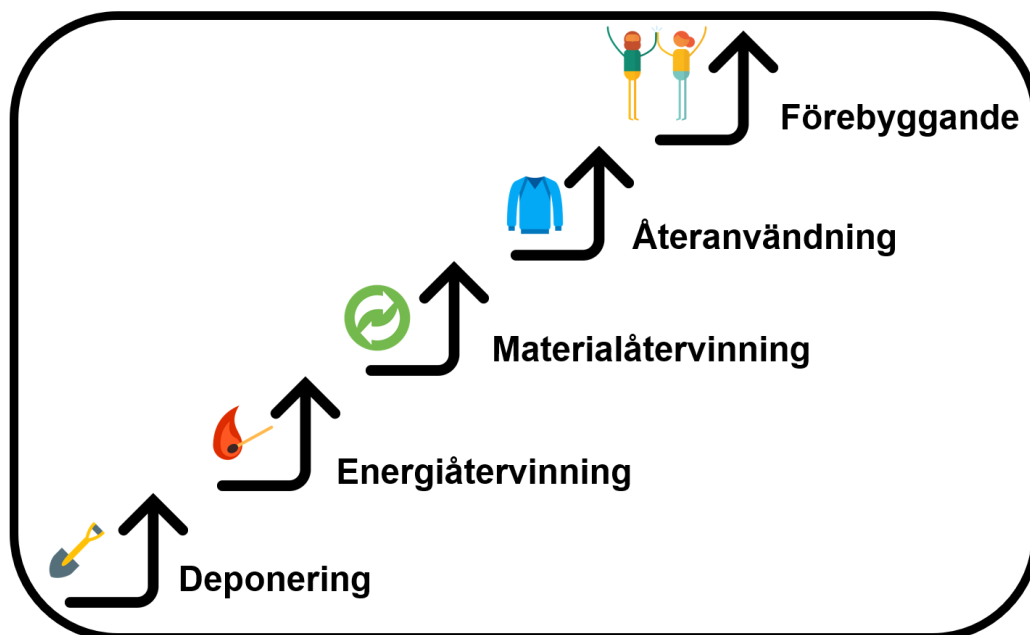 Förebyggande
Återanvändning
Materialåtervinning
Energiåtervinning
Deponering